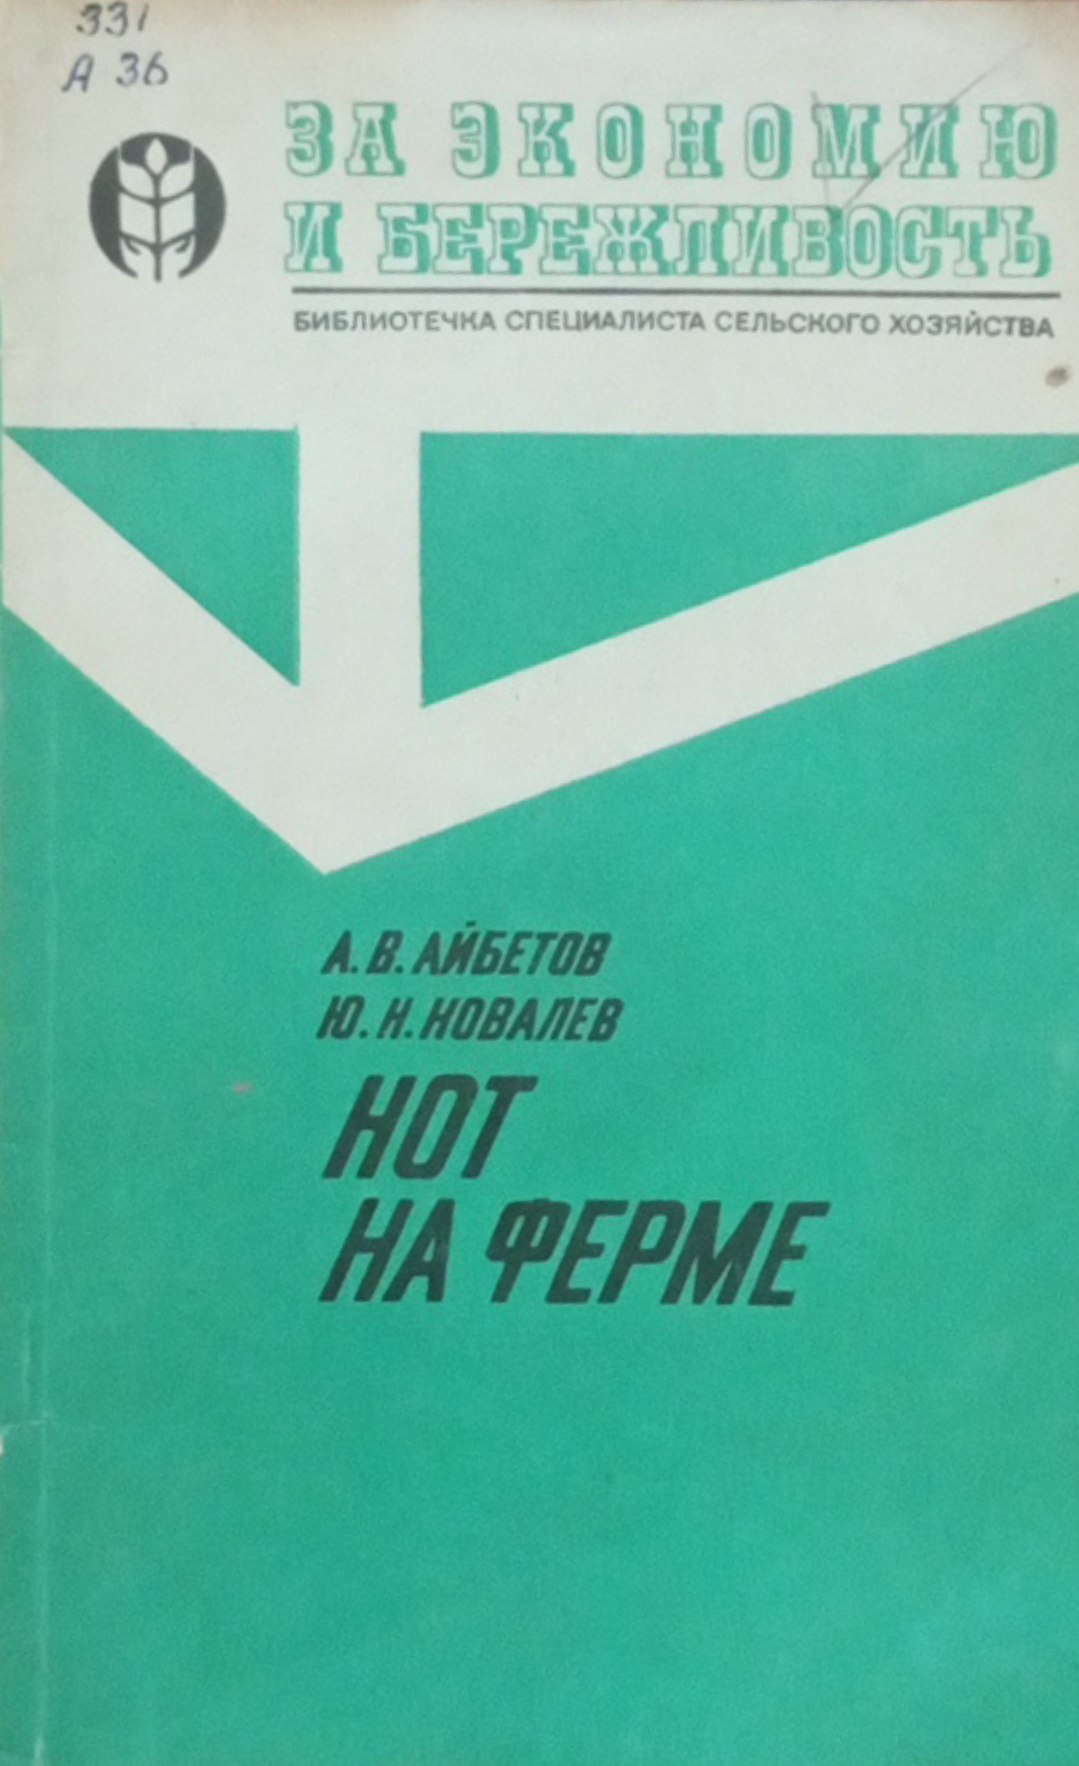 331
А 36
ЗА ЭКОНОМИЮ
И БЕРЕЖЛИВОСТЬ
БИБЛИОТЕЧКА СПЕЦИАЛИСТА СЕЛЬСКОГО ХОЗЯЙСТВА
А. В. АЙБЕТОВ
Ю. Н. КОВАЛЕВ
НОТ
НА ФЕРМЕ